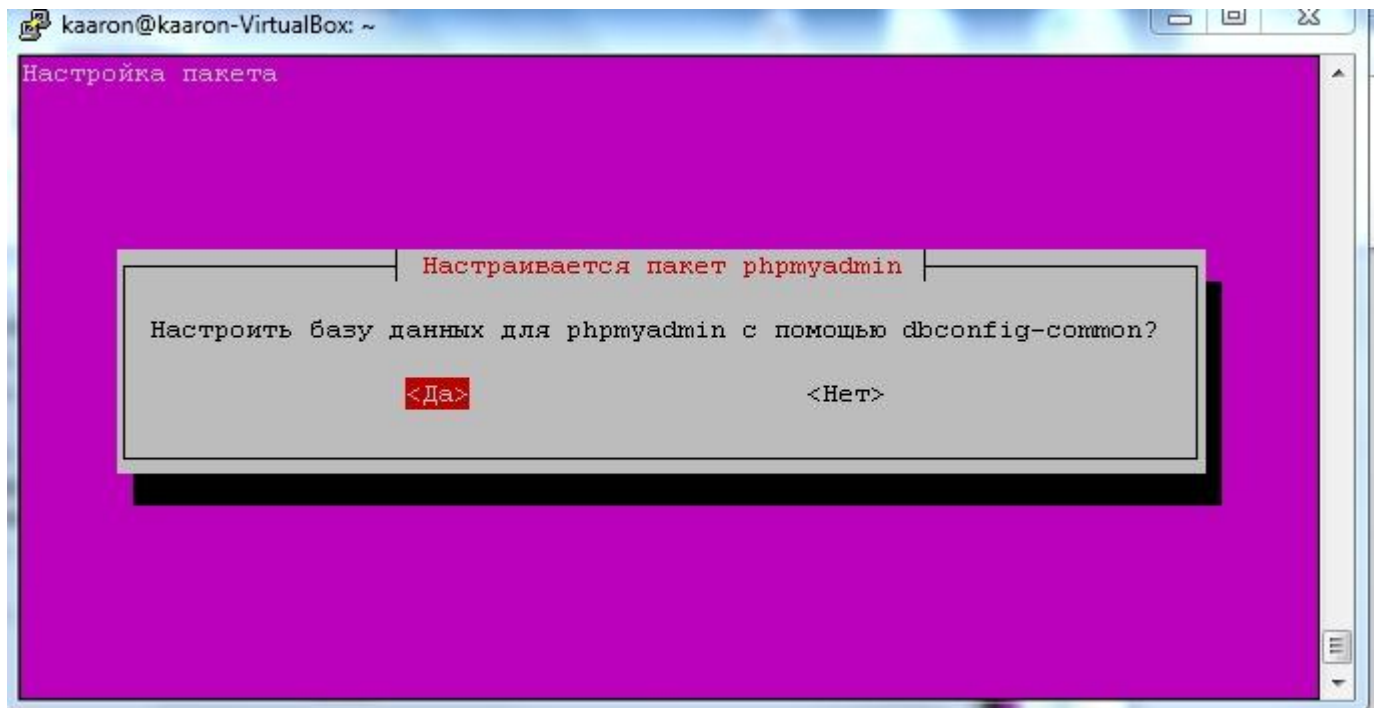 kaaron@kaaron-VirtualBox: ~
Настройка пакета
Настраивается пакет phpmyadmin
Настроить базу данных для phpmyadmin с помощью dbconfig-common?
<Да> <Нет>